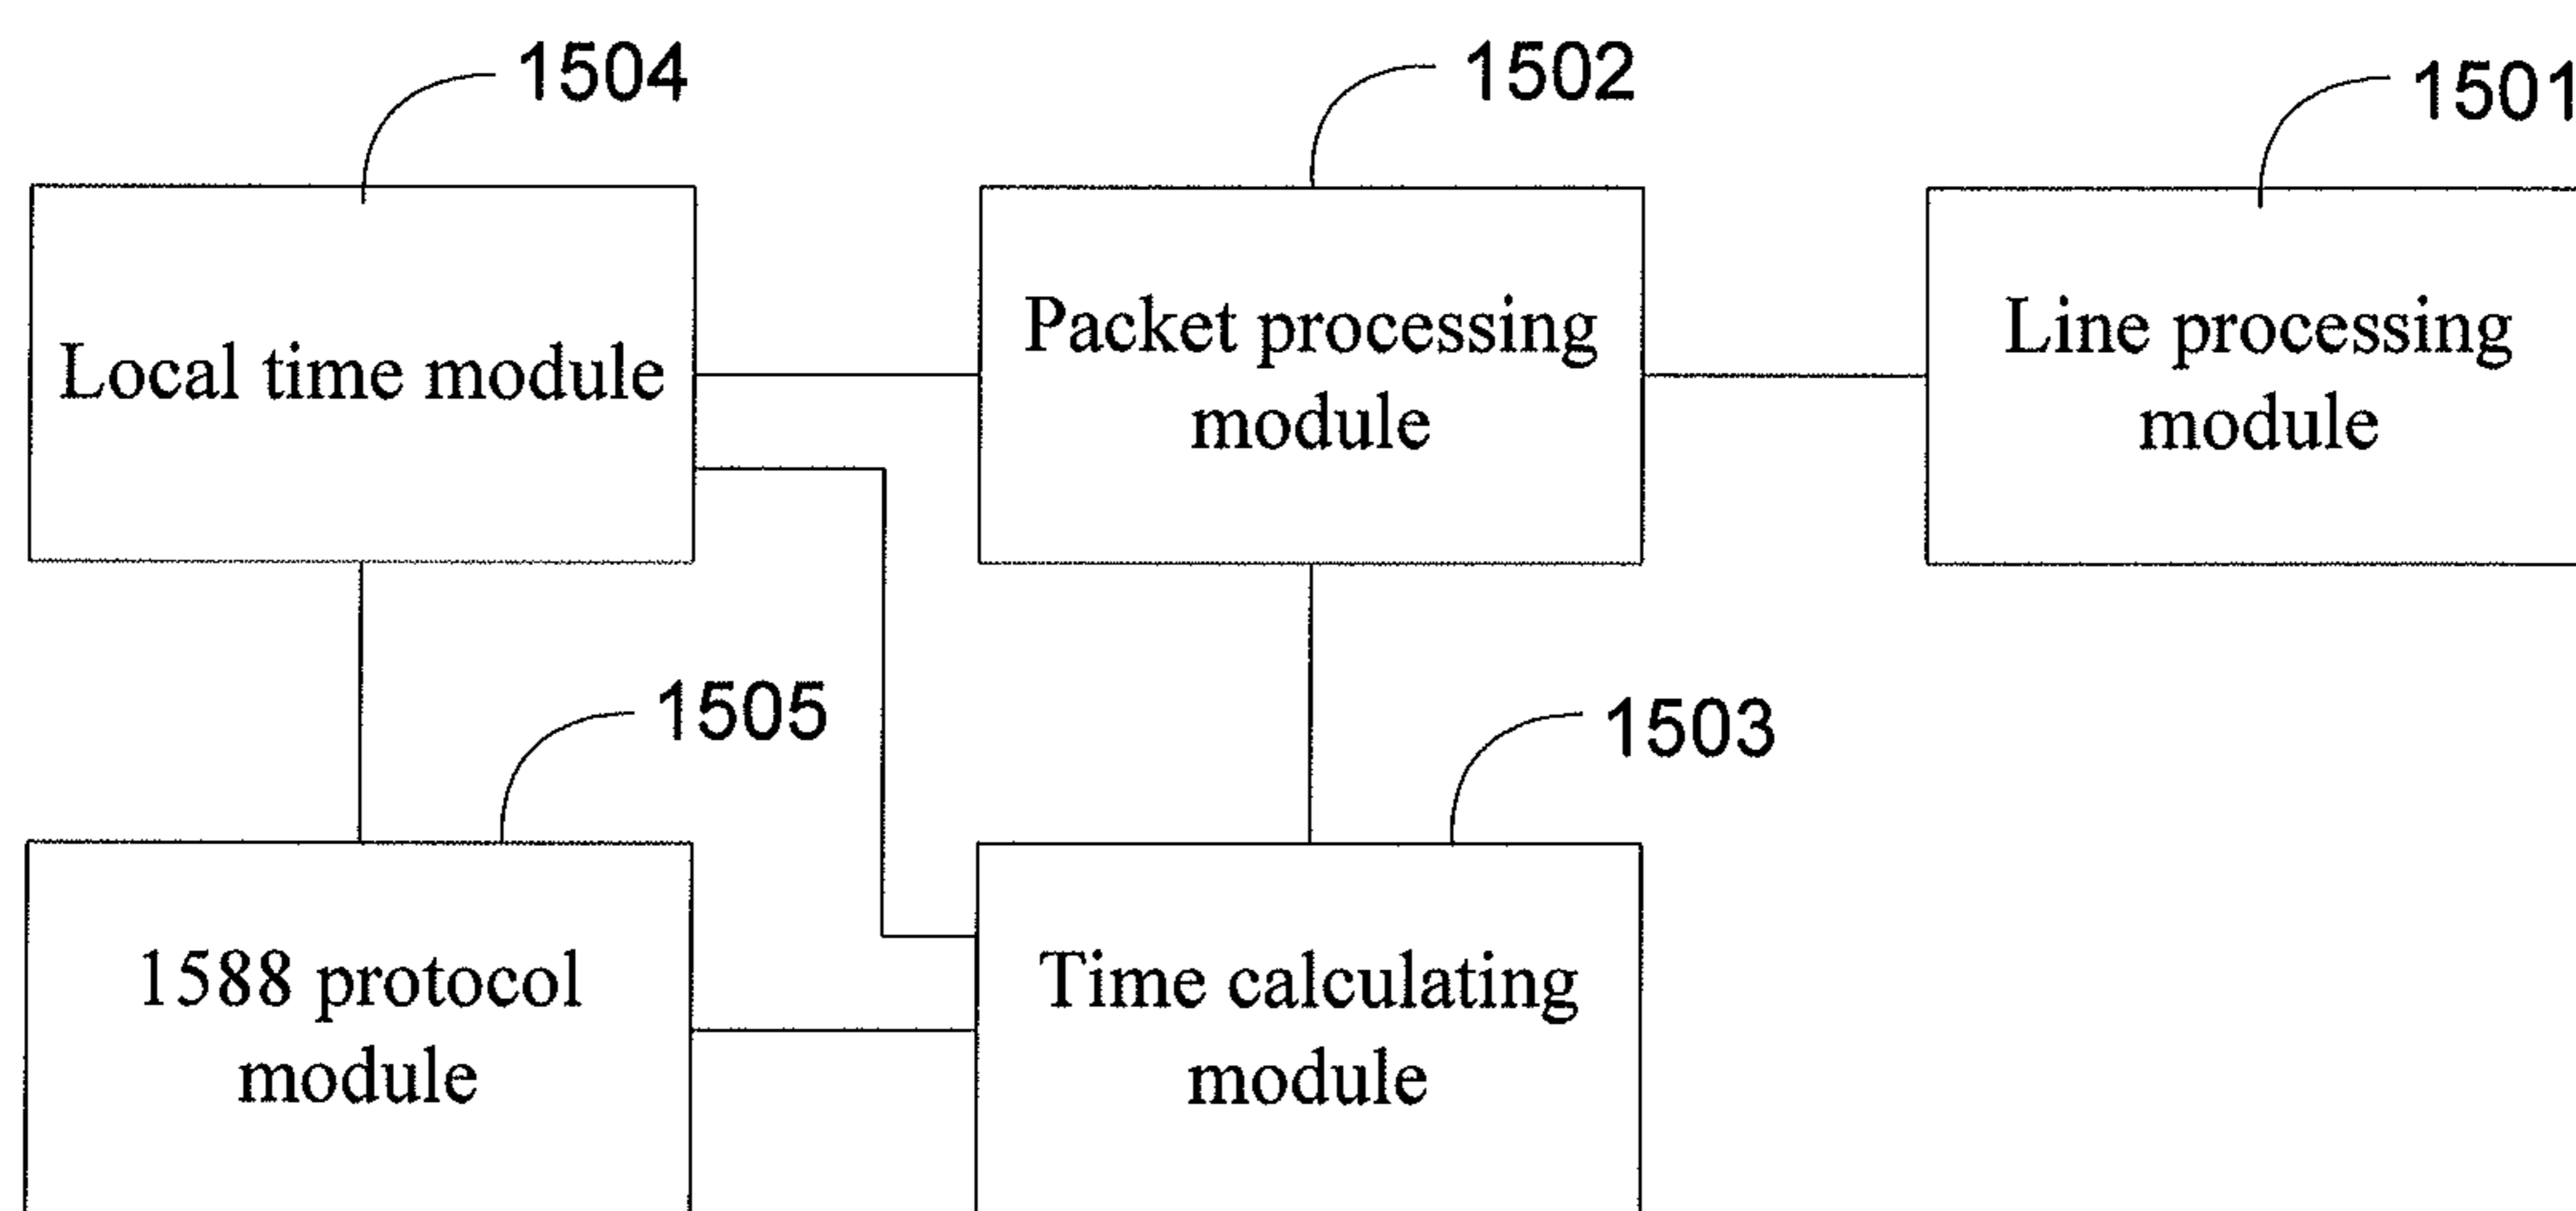 1504
1502
1501
Local time module
Packet processing
module
Line processing
module
1505
1503
1588 protocol
module
Time calculating
module